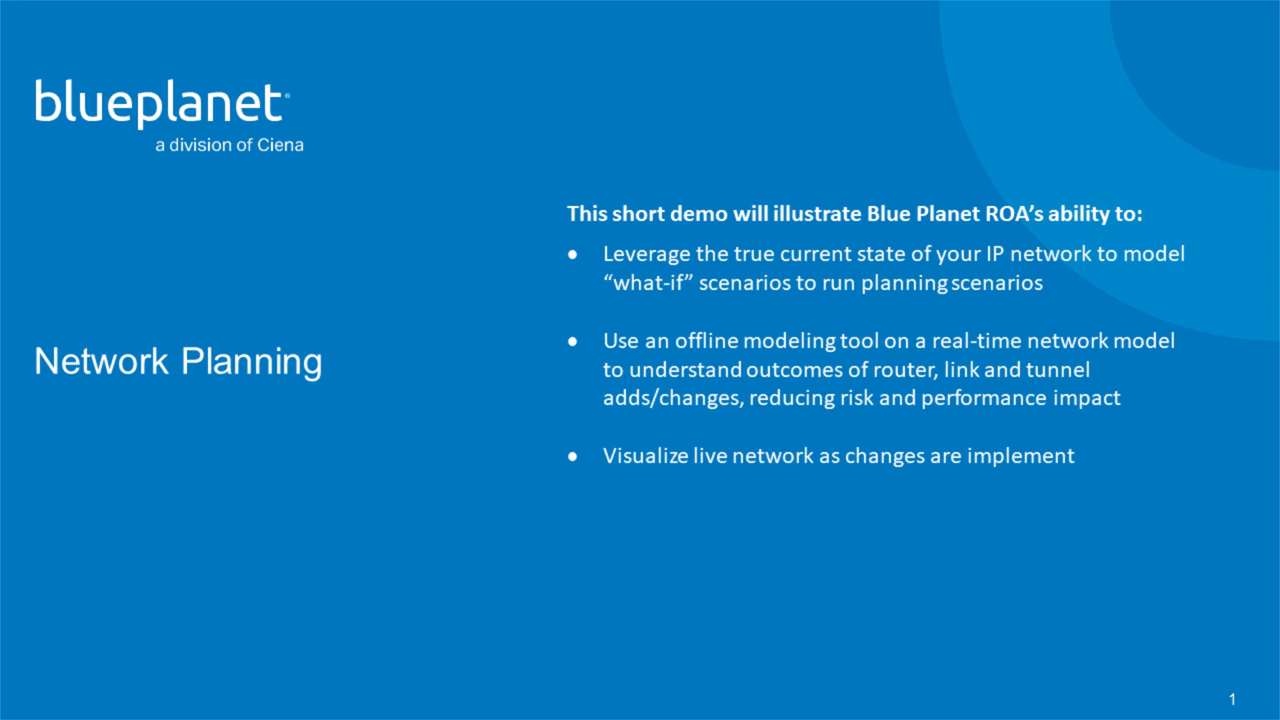 blueplanet®
a division of Ciena
Network Planning
This short demo will illustrate Blue Planet ROA’s ability to:
● Leverage the true current state of your IP network to model
“what-if” scenarios to run planning scenarios
● Use an offline modeling tool on a real-time network model
to understand outcomes of router, link and tunnel
adds/changes, reducing risk and performance impact
● Visualize live network as changes are implement
1